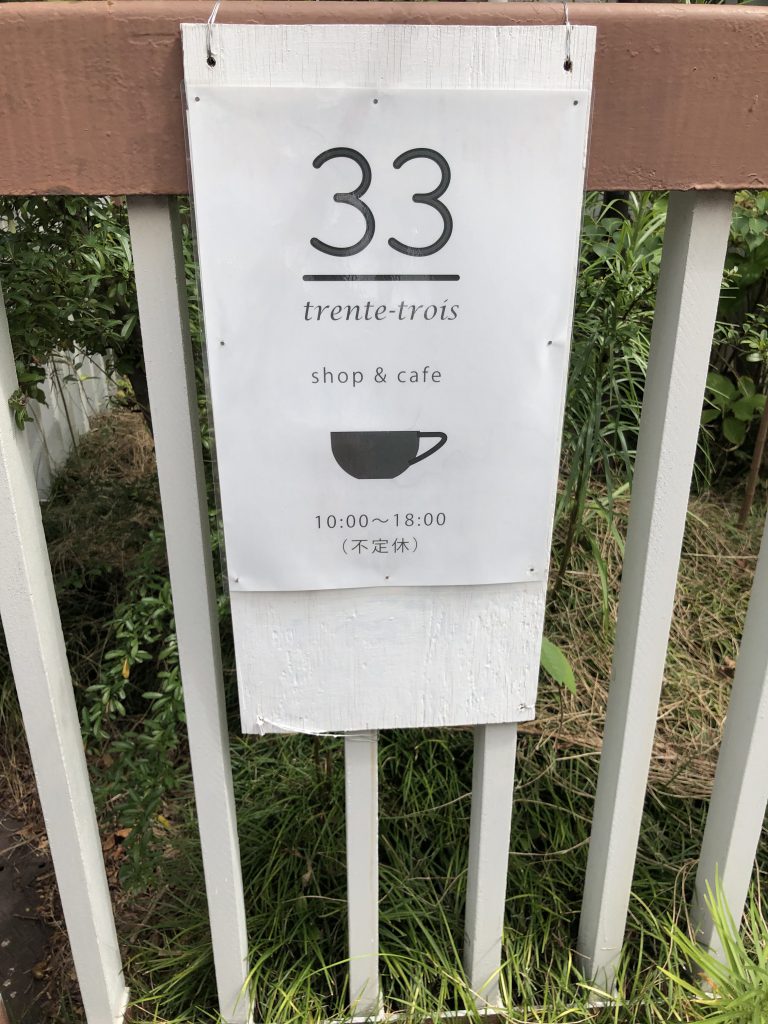 33
trente-trois
shop & cafe
10:00〜18:00
（不定休）